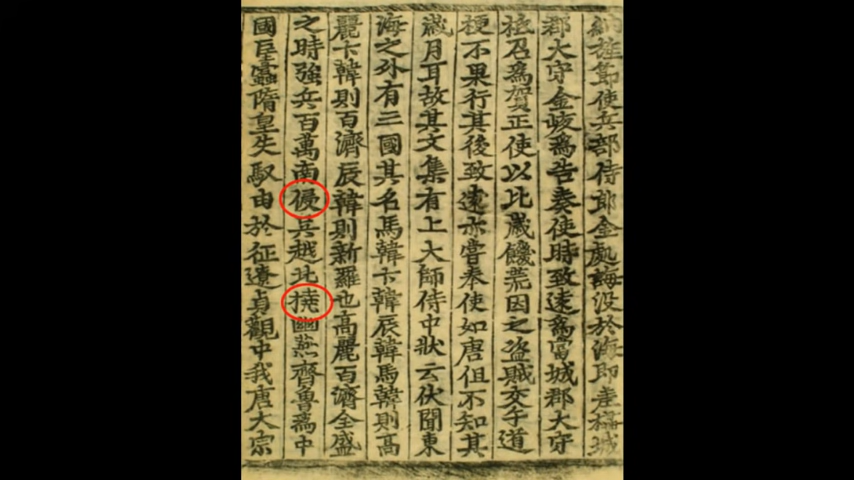 納旌節使兵部侍郎金處誨沒於海即差橻城
郡大守金峻爲告奏使時致遠爲富城郡大守
祗召爲賀正使以比歲饑荒因之盜賊交午道
梗不果行其後致遠亦嘗奉使如唐但不知其
歲月耳故其文集有上大師侍中狀云伏聞東
海之外有三國其名馬韓卞韓辰韓馬韓則高
麗卞韓則百濟辰韓則新羅也高麗百濟全盛
之時強兵百萬南侵吳越北撓幽燕齊魯爲中
國巨蠹隋皇失馭由於征遼貞觀中我唐大宗